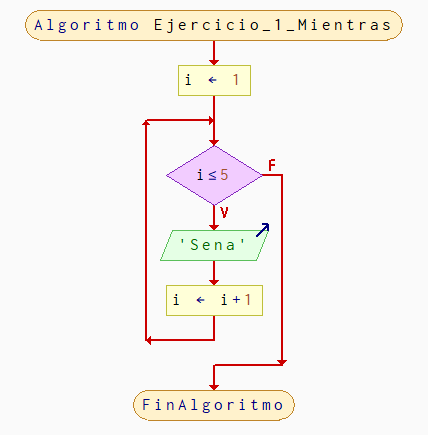 Algoritmo Ejercicio_1_Mientras
i ← 1
i≤5
F
V
'Sena'
i ← i+1
FinAlgoritmo